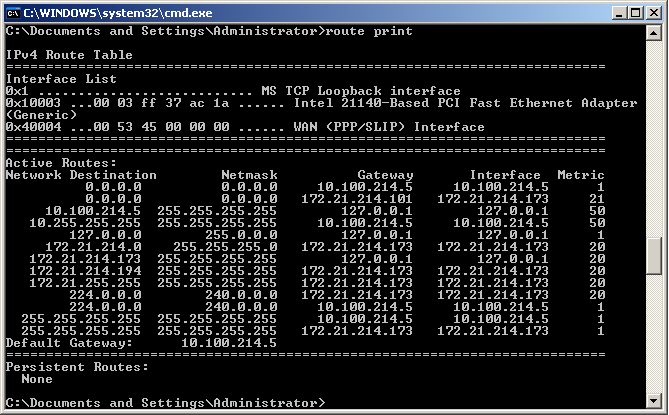 C:\WINDOWS\system32\cmd.exe
C:\Documents and Settings\Administrator>route print
IPv4 Route Table
===========================================================================
Interface List
0x1 ........................... MS TCP Loopback interface
0x10003 ...00 03 ff 37 ac 1a ...... Intel 21140-Based PCI Fast Ethernet Adapter
(Generic)
0x40004 ...00 53 45 00 00 00 ...... WAN (PPP/SLIP) Interface
===========================================================================
===========================================================================
Active Routes:
Network Destination        Netmask          Gateway       Interface  Metric
0.0.0.0          0.0.0.0     10.100.214.5     10.100.214.5      1
0.0.0.0          0.0.0.0   172.21.214.101   172.21.214.173     21
10.100.214.5  255.255.255.255        127.0.0.1        127.0.0.1     50
10.255.255.255  255.255.255.255     10.100.214.5     10.100.214.5     50
127.0.0.0        255.0.0.0        127.0.0.1        127.0.0.1      1
172.21.214.0    255.255.255.0   172.21.214.173   172.21.214.173     20
172.21.214.173  255.255.255.255        127.0.0.1        127.0.0.1     20
172.21.214.194  255.255.255.255   172.21.214.173   172.21.214.173     20
172.21.255.255  255.255.255.255   172.21.214.173   172.21.214.173     20
224.0.0.0        240.0.0.0   172.21.214.173   172.21.214.173     20
224.0.0.0        240.0.0.0     10.100.214.5     10.100.214.5      1
255.255.255.255  255.255.255.255     10.100.214.5     10.100.214.5      1
255.255.255.255  255.255.255.255   172.21.214.173   172.21.214.173      1
Default Gateway:      10.100.214.5
===========================================================================
Persistent Routes:
None
C:\Documents and Settings\Administrator>